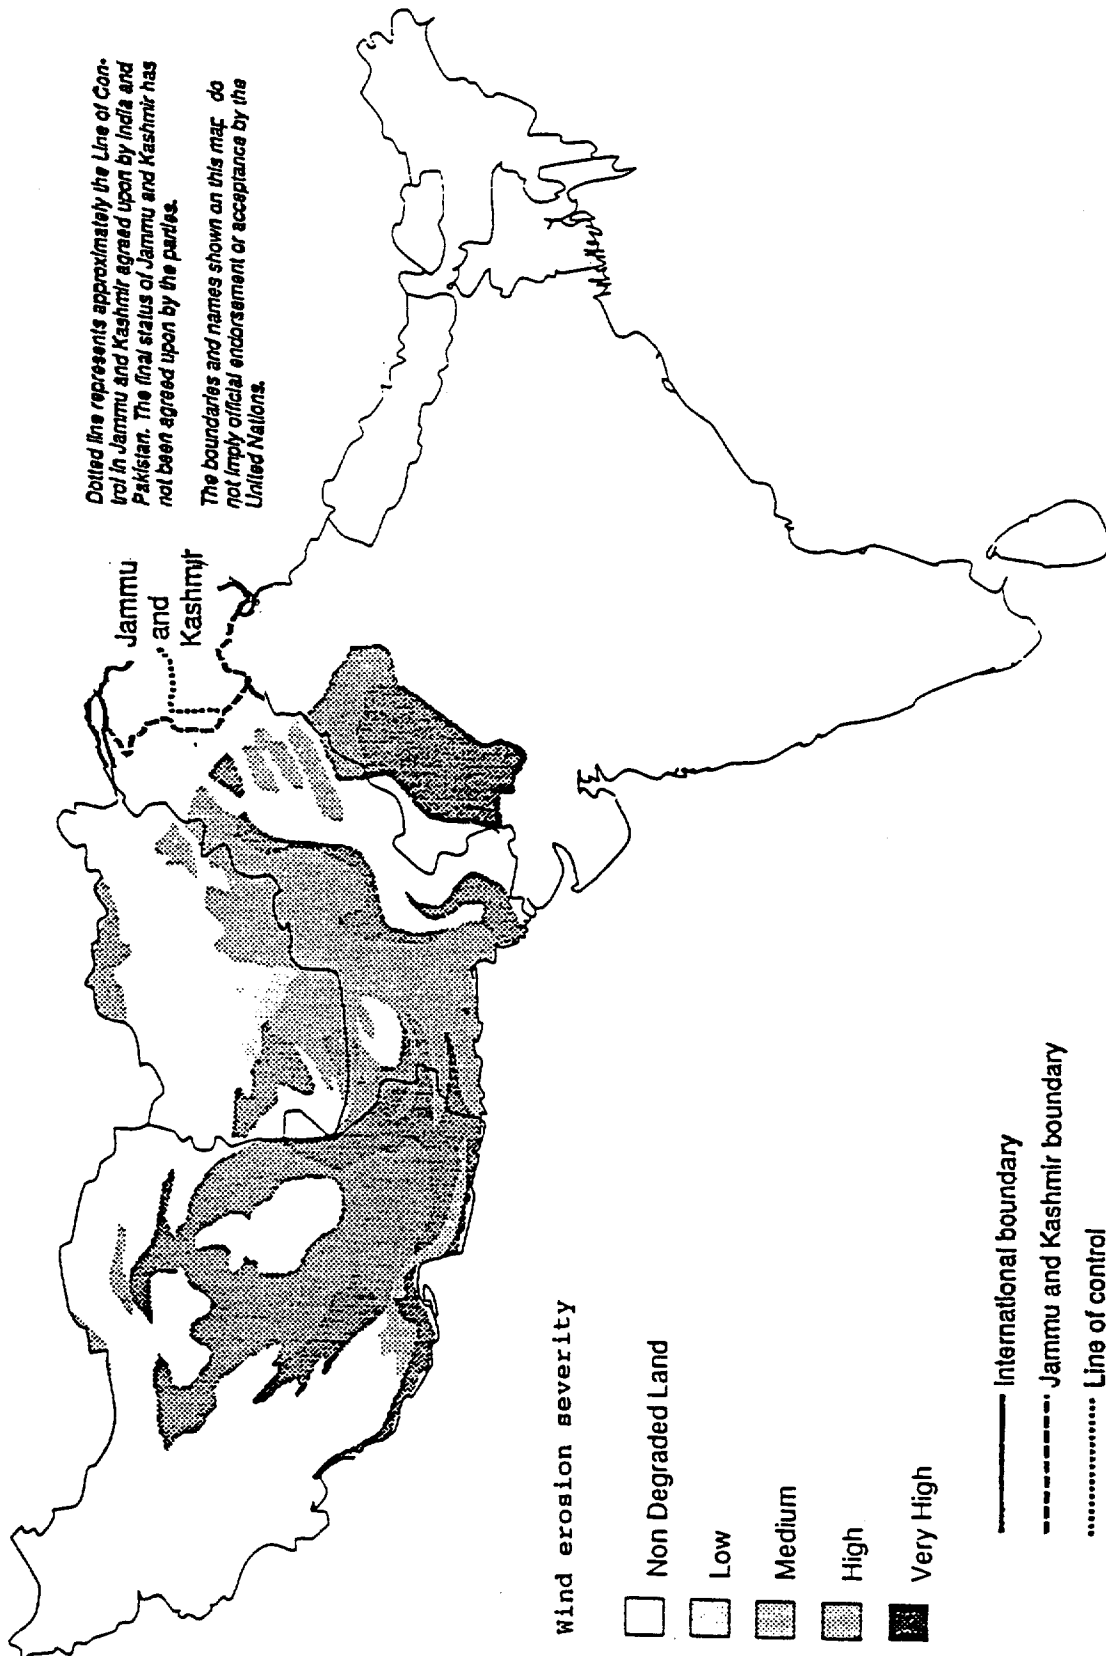 Dotted line represents approximately the Line of Con-
trol in Jammu and Kashmir agreed upon by India and
Pakistan. The final status of Jammu and Kashmir has
not been agreed upon by the parties.
The boundaries and names shown on this map do
not imply official endorsement or acceptance by the
United Nations.
Jammu
and
Kashmir
Wind erosion severity
Non Degraded Land
Low
Medium
High
Very High
International boundary
Jammu and Kashmir boundary
Line of control